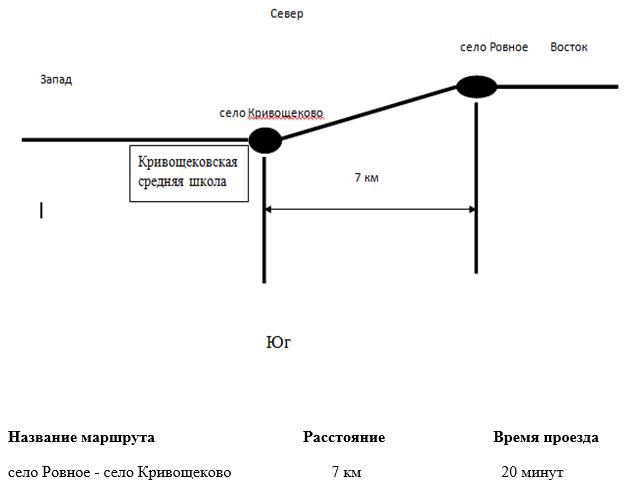 Север
село Ровное Восток
Запад
село Кривощеково
Кривощековская
средняя школа
7 км
Юг
Название маршрута Расстояние Время проезда
село Ровное - село Кривощеково 7 км 20 минут